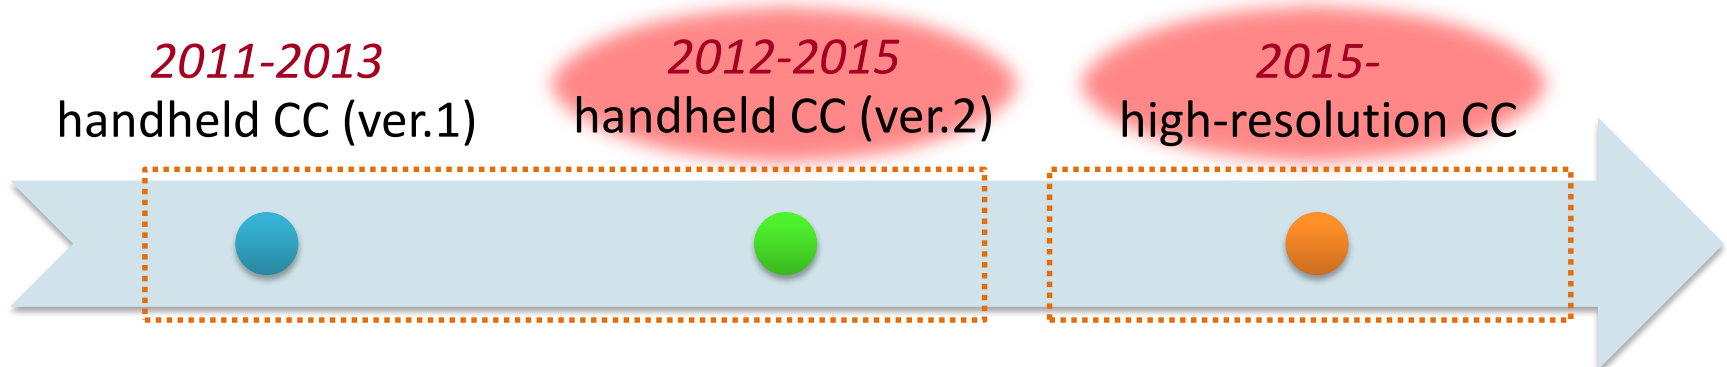 2011-2013
handheld CC (ver.1)
2012-2015
handheld CC (ver.2)
2015-
high-resolution CC